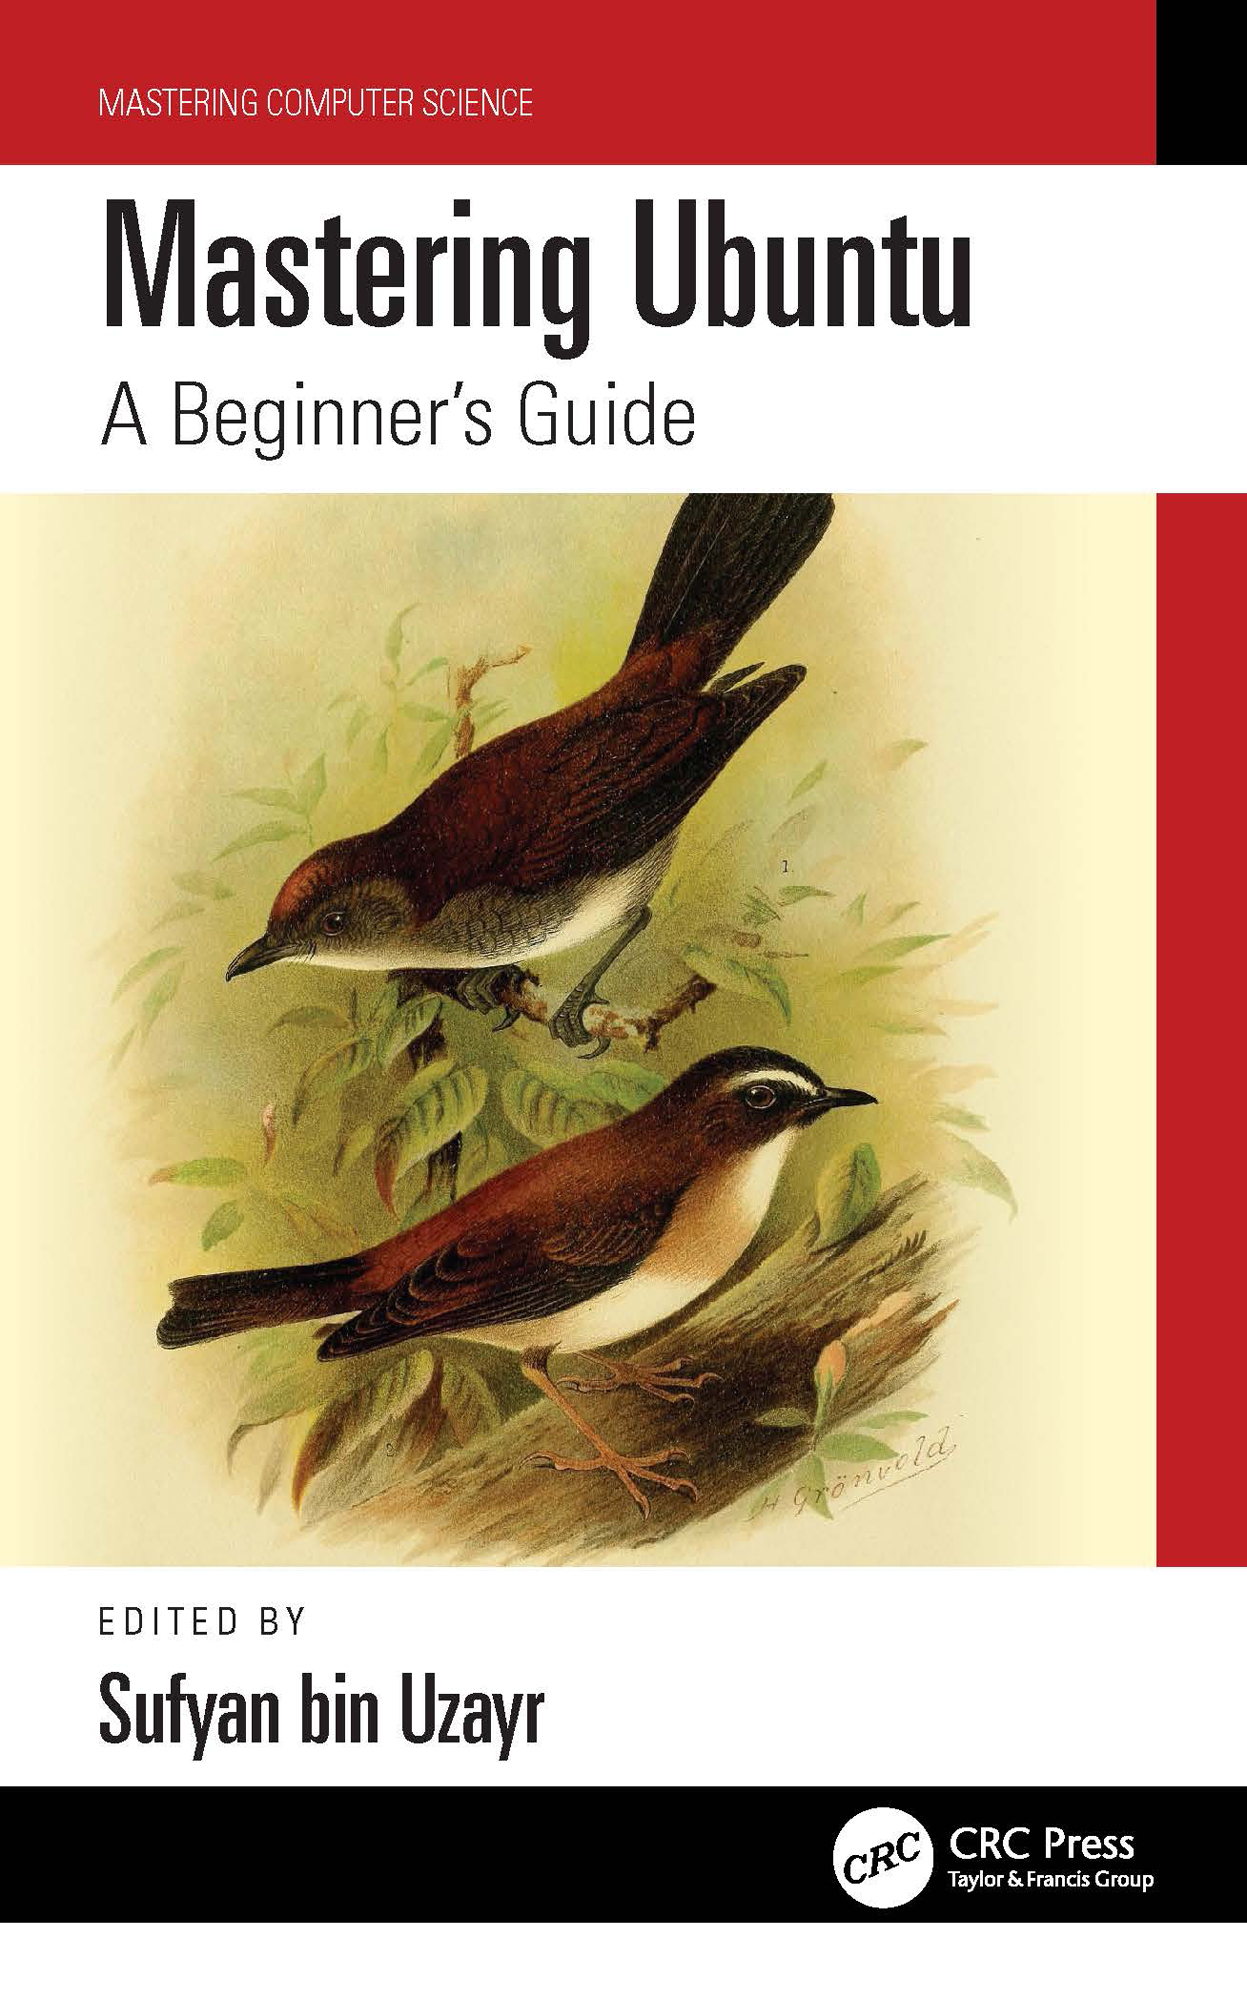 MASTERING COMPUTER SCIENCE
Mastering Ubuntu
A Beginner's Guide
1.
H Grönvold
EDITED BY
Sufyan bin Uzayr
CRC
CRC Press
Taylor & Francis Group